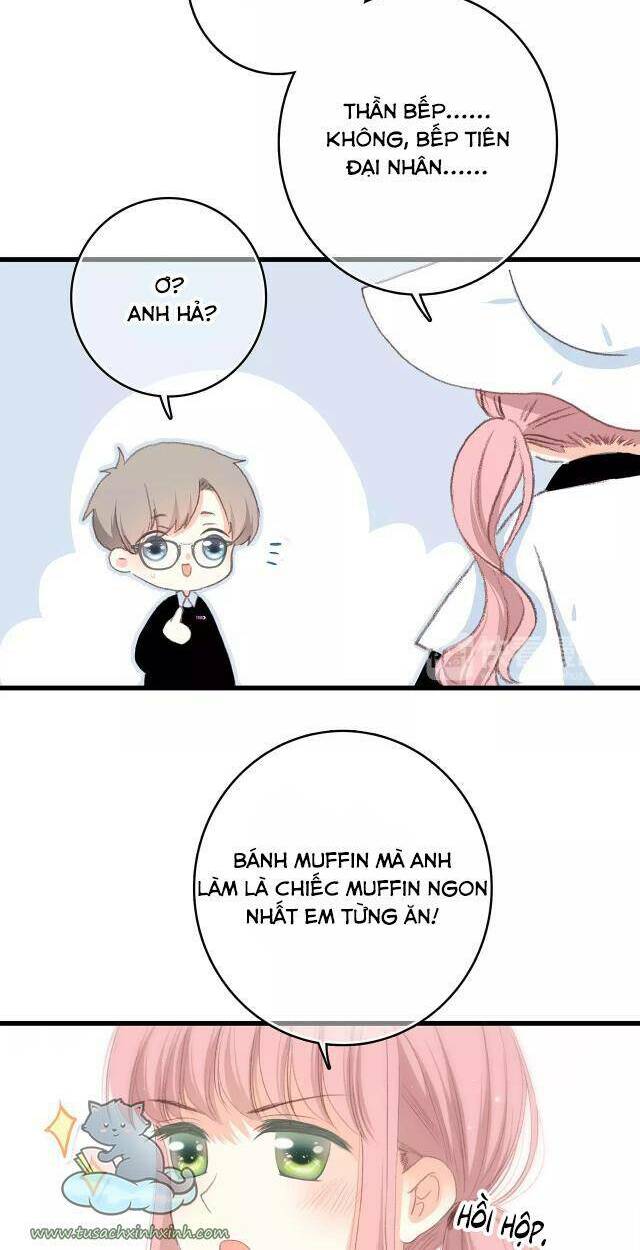 THẦN BẾP......
KHÔNG, BẾP TIÊN
ĐẠI NHÂN......
Ơ?
ANH HẢ?
BÁNH MUFFIN MÀ ANH
LÀM LÀ CHIẾC MUFFIN NGON
NHẤT EM TỪNG ĂN!
HỒI HỘP,
www.tusachxinhxinh.com